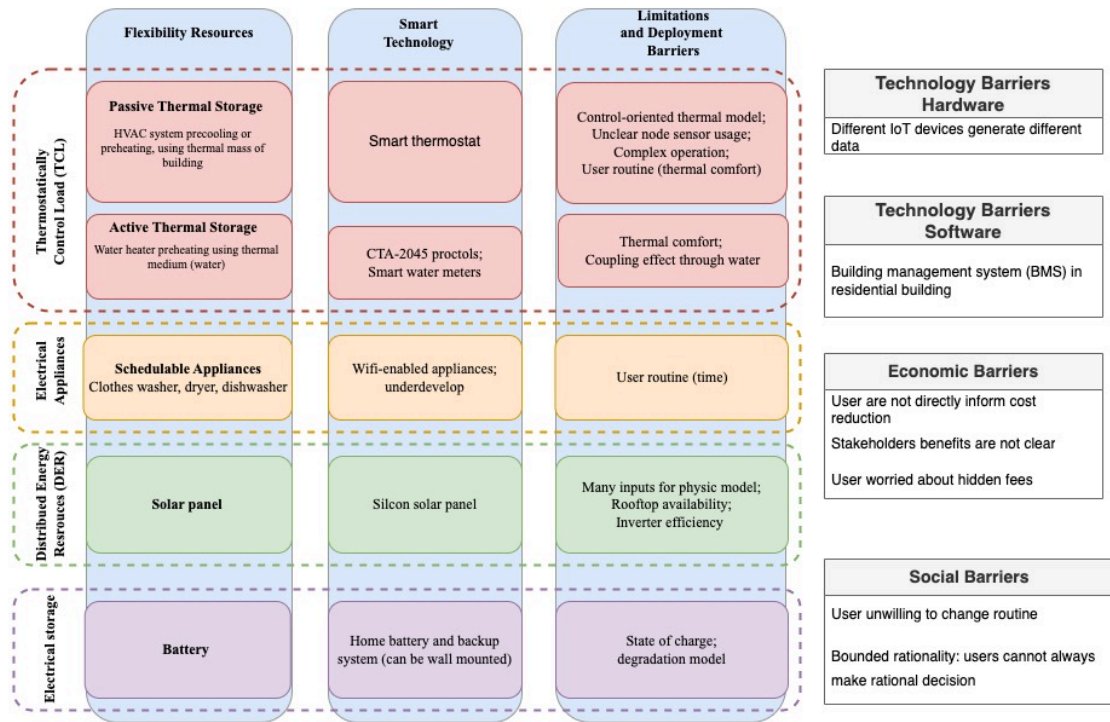 Flexibility Resources
Smart
Technology
Limitations
and Deployment
Barriers
Thermostatically
Control Load (TCL)
Passive Thermal Storage
HVAC system precooling or
preheating, using thermal mass of
building
Smart thermostat
Control-oriented thermal model;
Unclear node sensor usage;
Complex operation;
User routine (thermal comfort)
Active Thermal Storage
Water heater preheating using thermal
medium (water)
CTA-2045 proctols;
Smart water meters
Thermal comfort;
Coupling effect through water
Electrical
Appliances
Schedulable Appliances
Clothes washer, dryer, dishwasher
Wifi-enabled appliances;
underdevelop
User routine (time)
Distribued Energy
Resrouces (DER)
Solar panel
Silcon solar panel
Many inputs for physic model;
Rooftop availability;
Inverter efficiency
Electrical storage
Battery
Home battery and backup
system (can be wall mounted)
State of charge;
degradation model
Technology Barriers
Hardware
Different IoT devices generate different
data
Technology Barriers
Software
Building management system (BMS) in
residential building
Economic Barriers
User are not directly inform cost
reduction
Stakeholders benefits are not clear
User worried about hidden fees
Social Barriers
User unwilling to change routine
Bounded rationality: users cannot always
make rational decision